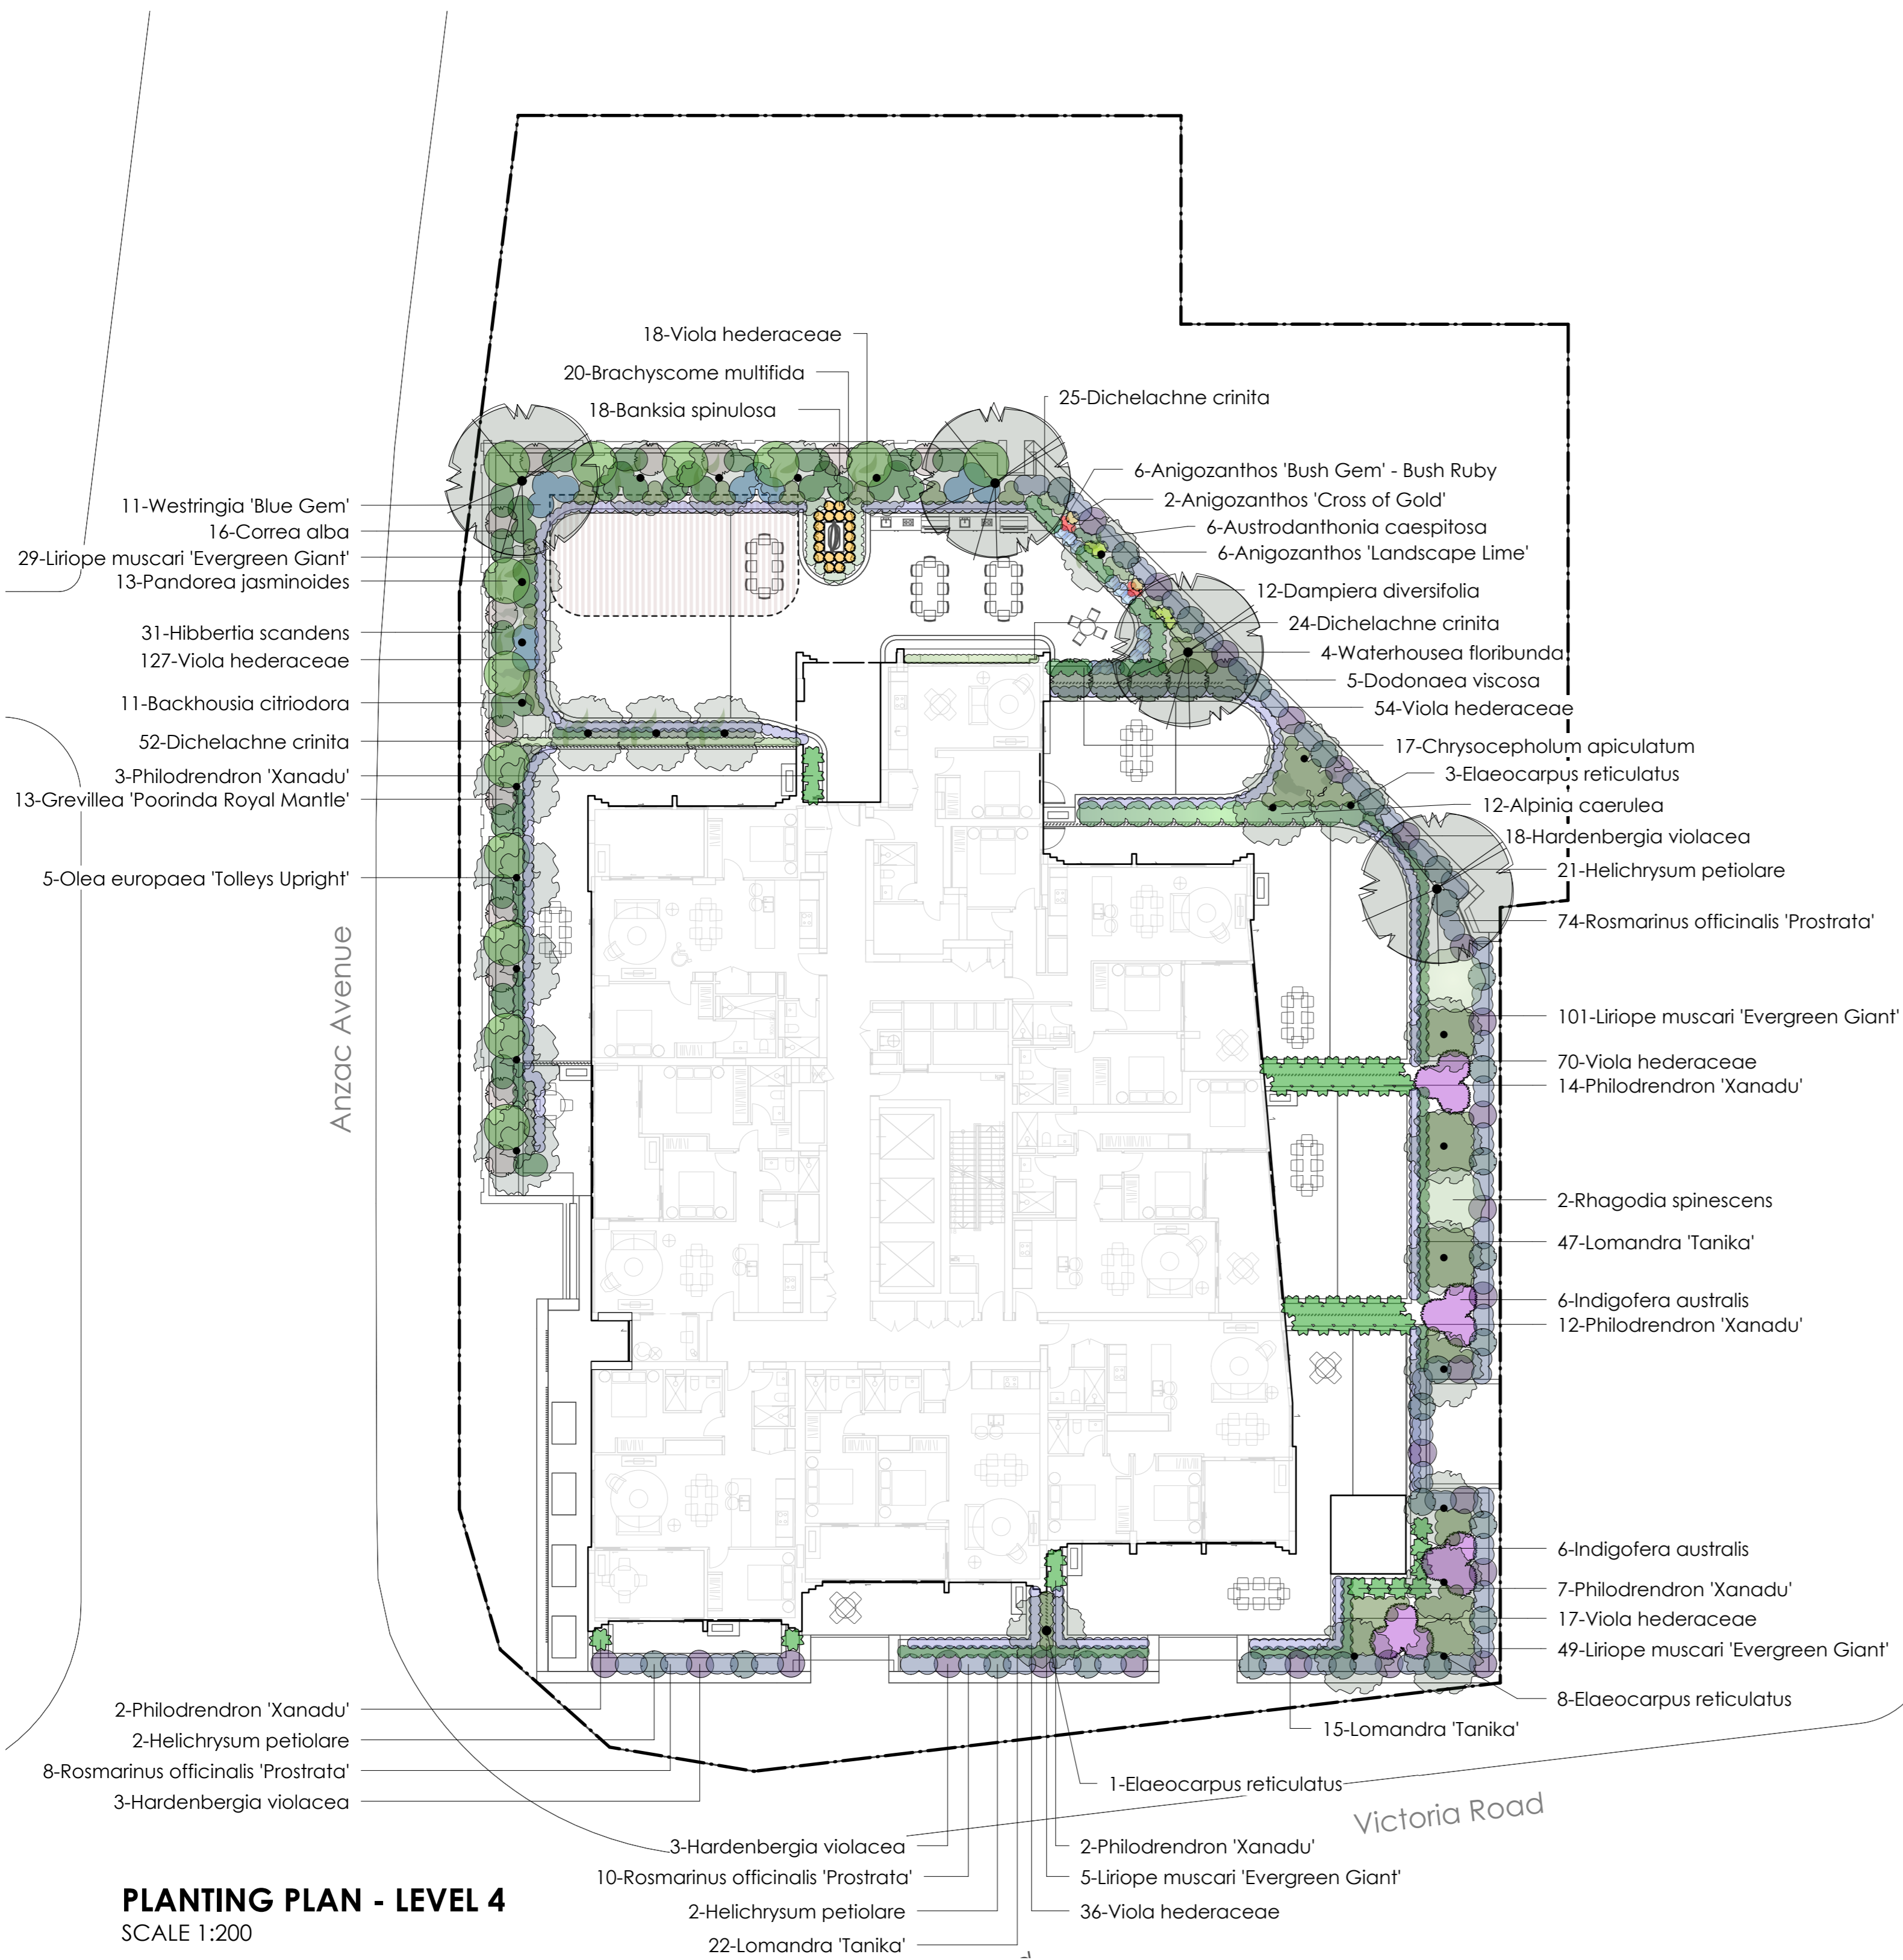 18-Viola hederaceae
20-Brachyscome multifida
18-Banksia spinulosa
25-Dichelachne crinita
6-Anigozanthos 'Bush Gem' - Bush Ruby
2-Anigozanthos 'Cross of Gold'
6-Austrodanthonia caespitosa
6-Anigozanthos 'Landscape Lime'
12-Dampiera diversifolia
24-Dichelachne crinita
4-Waterhousea floribunda
5-Dodonaea viscosa
54-Viola hederaceae
17-Chrysocepholum apiculatum
3-Elaeocarpus reticulatus
12-Alpinia caerulea
18-Hardenbergia violacea
21-Helichrysum petiolare
74-Rosmarinus officinalis 'Prostrata'
101-Liriope muscari 'Evergreen Giant'
70-Viola hederaceae
14-Philodrendron 'Xanadu'
2-Rhagodia spinescens
47-Lomandra 'Tanika'
6-Indigofera australis
12-Philodrendron 'Xanadu'
6-Indigofera australis
7-Philodrendron 'Xanadu'
17-Viola hederaceae
49-Liriope muscari 'Evergreen Giant'
8-Elaeocarpus reticulatus
15-Lomandra 'Tanika'
11-Westringia 'Blue Gem'
16-Correa alba
29-Liriope muscari 'Evergreen Giant'
13-Pandorea jasminoides
31-Hibbertia scandens
127-Viola hederaceae
11-Backhousia citriodora
52-Dichelachne crinita
3-Philodrendron 'Xanadu'
13-Grevillea 'Poorinda Royal Mantle'
5-Olea europaea 'Tolleys Upright'
Anzac Avenue
2-Philodrendron 'Xanadu'
2-Helichrysum petiolare
8-Rosmarinus officinalis 'Prostrata'
3-Hardenbergia violacea
1-Elaeocarpus reticulatus
Victoria Road
3-Hardenbergia violacea
10-Rosmarinus officinalis 'Prostrata'
2-Helichrysum petiolare
22-Lomandra 'Tanika'
2-Philodrendron 'Xanadu'
5-Liriope muscari 'Evergreen Giant'
36-Viola hederaceae
PLANTING PLAN - LEVEL 4
SCALE 1:200